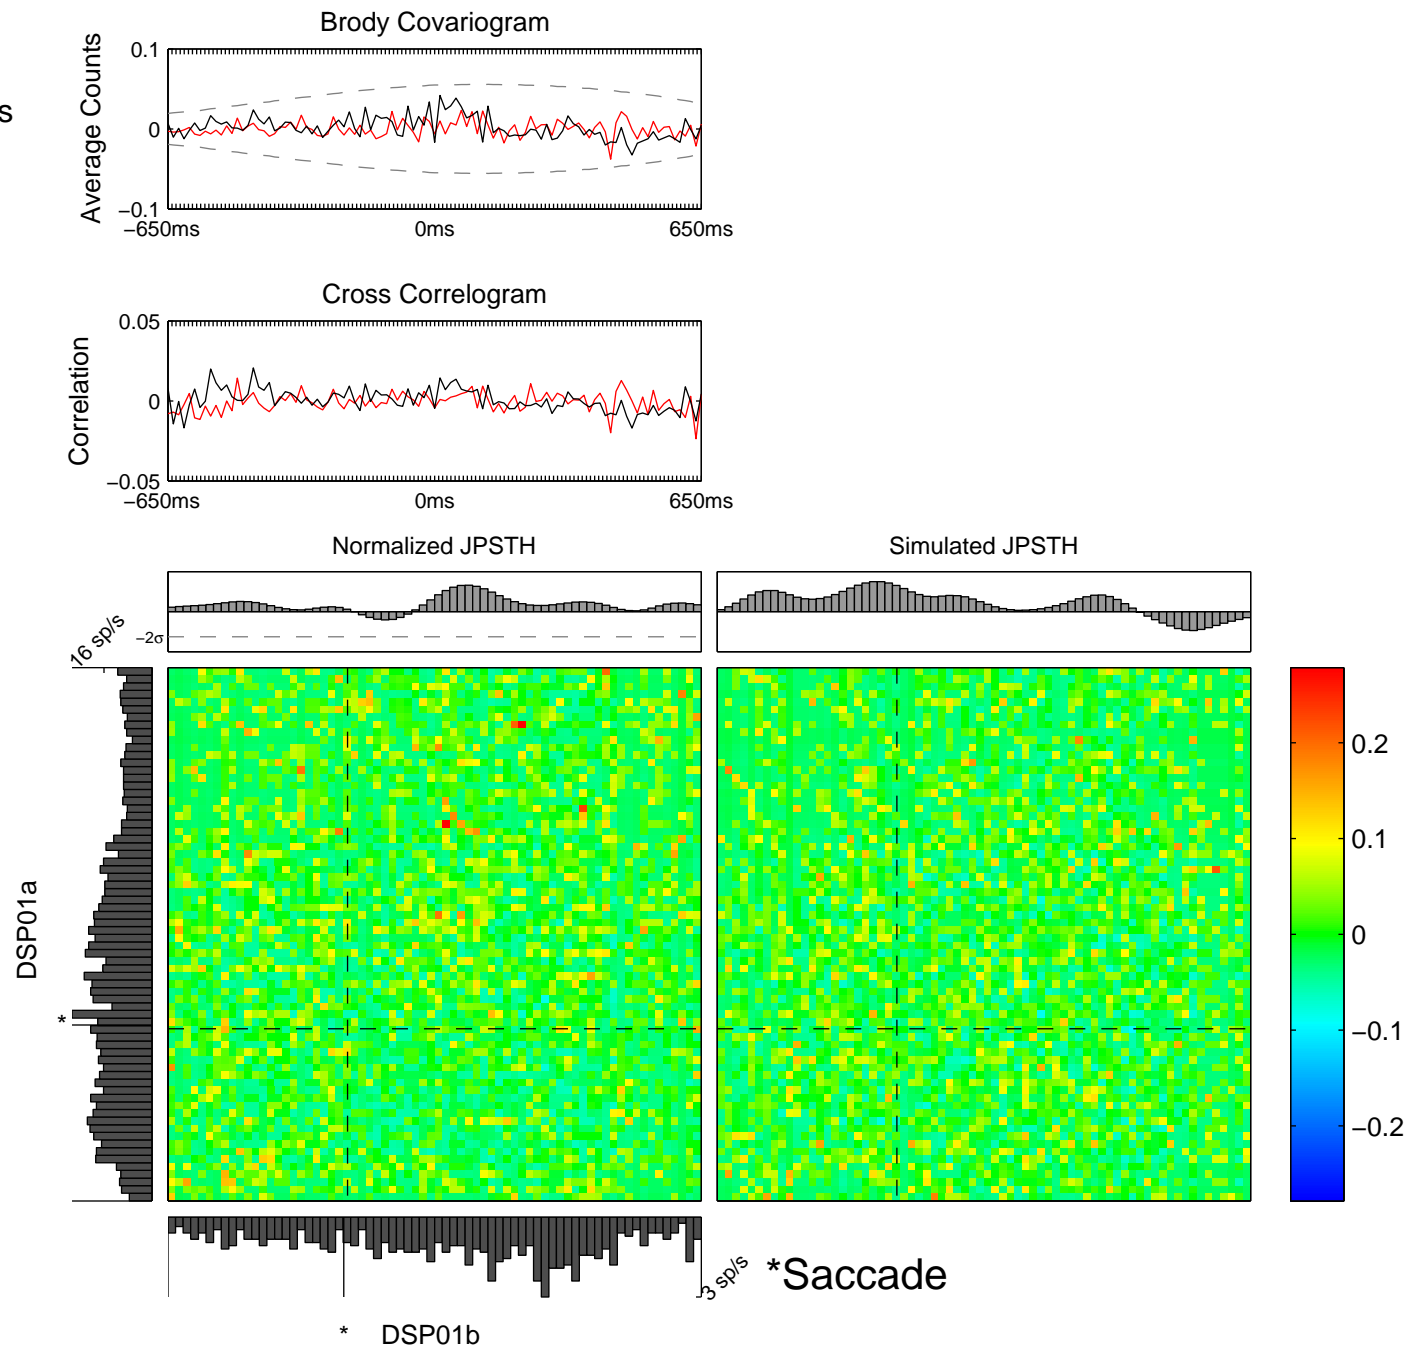 Brody Covariogram
s
Average Counts
0.1
0
−0.1
−650ms
0ms
650ms
Cross Correlogram
Correlation
0.05
0
−0.05
−650ms
0ms
650ms
Normalized JPSTH
Simulated JPSTH
−2σ
16 sp/s
DSP01a
*
0.2
0.1
0
−0.1
−0.2
3 sp/s
*Saccade
* DSP01b